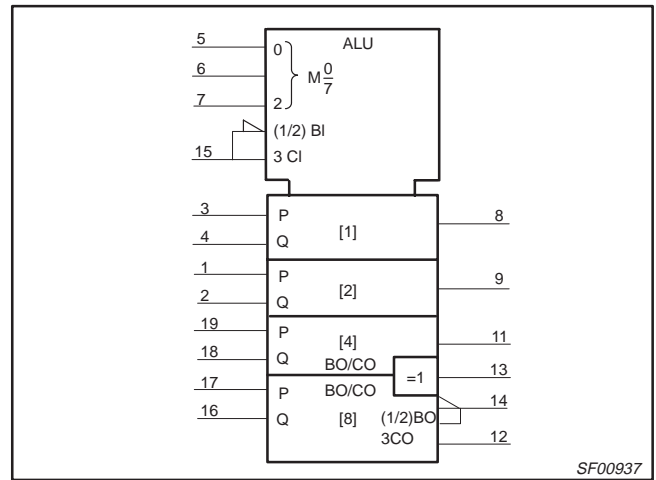 ALU
5
0
6
M 0/7
7
2
(1/2) BI
15
3 CI
3
P
[1]
8
4
Q
1
P
[2]
9
2
Q
19
P
[4]
11
18
Q
BO/CO
=1
13
17
P
BO/CO
14
16
Q
[8]
(1/2)BO
3CO
12
SF00937